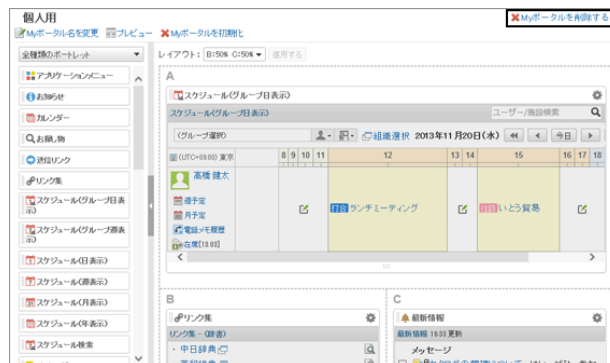 個人用
Myポータルを削除する
Myポータル名を変更 プレビュー Myポータルを初期化
全種類のポートレット
レイアウト: B:50% C:50% 適用する
アプリケーションメニュー
お知らせ
カレンダー
お願い物
送信リンク
リンク集
スケジュール(グループ日表示)
スケジュール(グループ週表示)
スケジュール(日表示)
スケジュール(週表示)
スケジュール(月表示)
スケジュール(年表示)
スケジュール検索
A
スケジュール(グループ日表示)
スケジュール(グループ日表示)
ユーザー/施設検索
(グループ選択)
組織選択 2013年11月20日(水) 今日
(UTC+09:00) 東京 8 9 10 11 12 13 14 15 16 17 18
高橋 健太
週予定
月予定
電話メモ履歴
在席[13:03]
打合 ランチミーティング
いとう貿易
B
リンク集
リンク集 - (辞書)
・中日辞典
C
最新情報
最新情報 16:33 更新
メッセージ